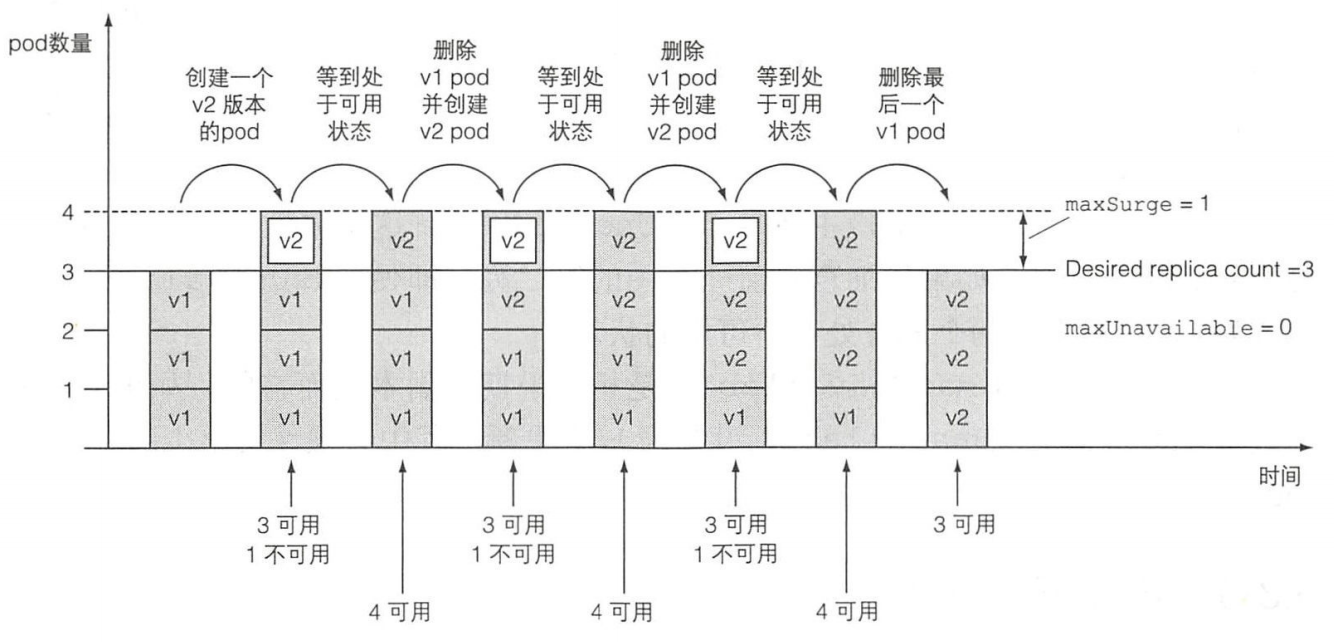 pod数量
创建一个
v2 版本
的pod
等到处
于可用
状态
删除
v1 pod
并创建
v2 pod
等到处
于可用
状态
删除
v1 pod
并创建
v2 pod
等到处
于可用
状态
删除最
后一个
v1 pod
4
v2 v2 v2 v2 v2 v2
maxSurge = 1
3
Desired replica count =3
v1 v1 v1 v2 v2 v2 v2 v2
2
maxUnavailable = 0
v1 v1 v1 v1 v1 v2 v2 v2
1
v1 v1 v1 v1 v1 v1 v1 v2
时间
3 可用
1 不可用
3 可用
1 不可用
3 可用
1 不可用
3 可用
4 可用
4 可用
4 可用